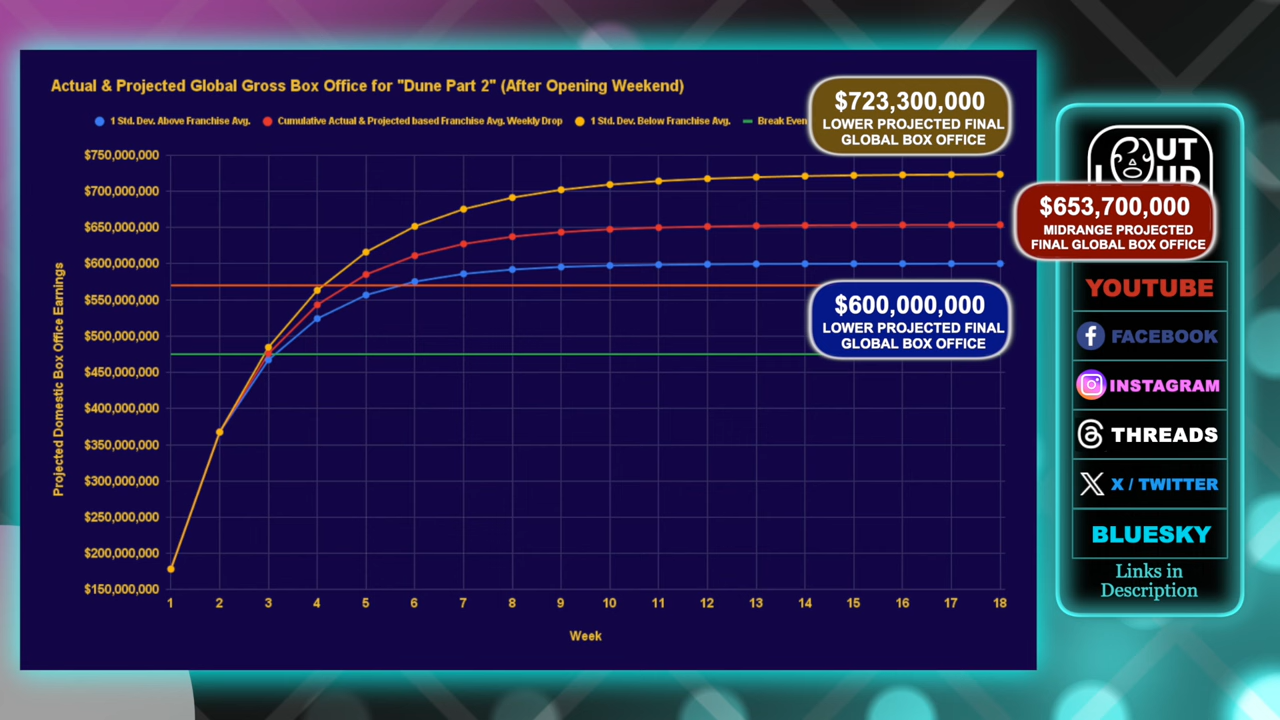 Actual & Projected Global Gross Box Office for "Dune Part 2" (After Opening Weekend)
1 Std. Dev. Above Franchise Avg.
Cumulative Actual & Projected based Franchise Avg. Weekly Drop
1 Std. Dev. Below Franchise Avg.
Break Even
$723,300,000
LOWER PROJECTED FINAL
GLOBAL BOX OFFICE
$653,700,000
MIDRANGE PROJECTED
FINAL GLOBAL BOX OFFICE
$600,000,000
LOWER PROJECTED FINAL
GLOBAL BOX OFFICE
Projected Domestic Box Office Earnings
$750,000,000
$700,000,000
$650,000,000
$600,000,000
$550,000,000
$500,000,000
$450,000,000
$400,000,000
$350,000,000
$300,000,000
$250,000,000
$200,000,000
$150,000,000
1 2 3 4 5 6 7 8 9 10 11 12 13 14 15 16 17 18
Week
OUT
LOUD
YOUTUBE
FACEBOOK
INSTAGRAM
THREADS
X / TWITTER
BLUESKY
Links in
Description